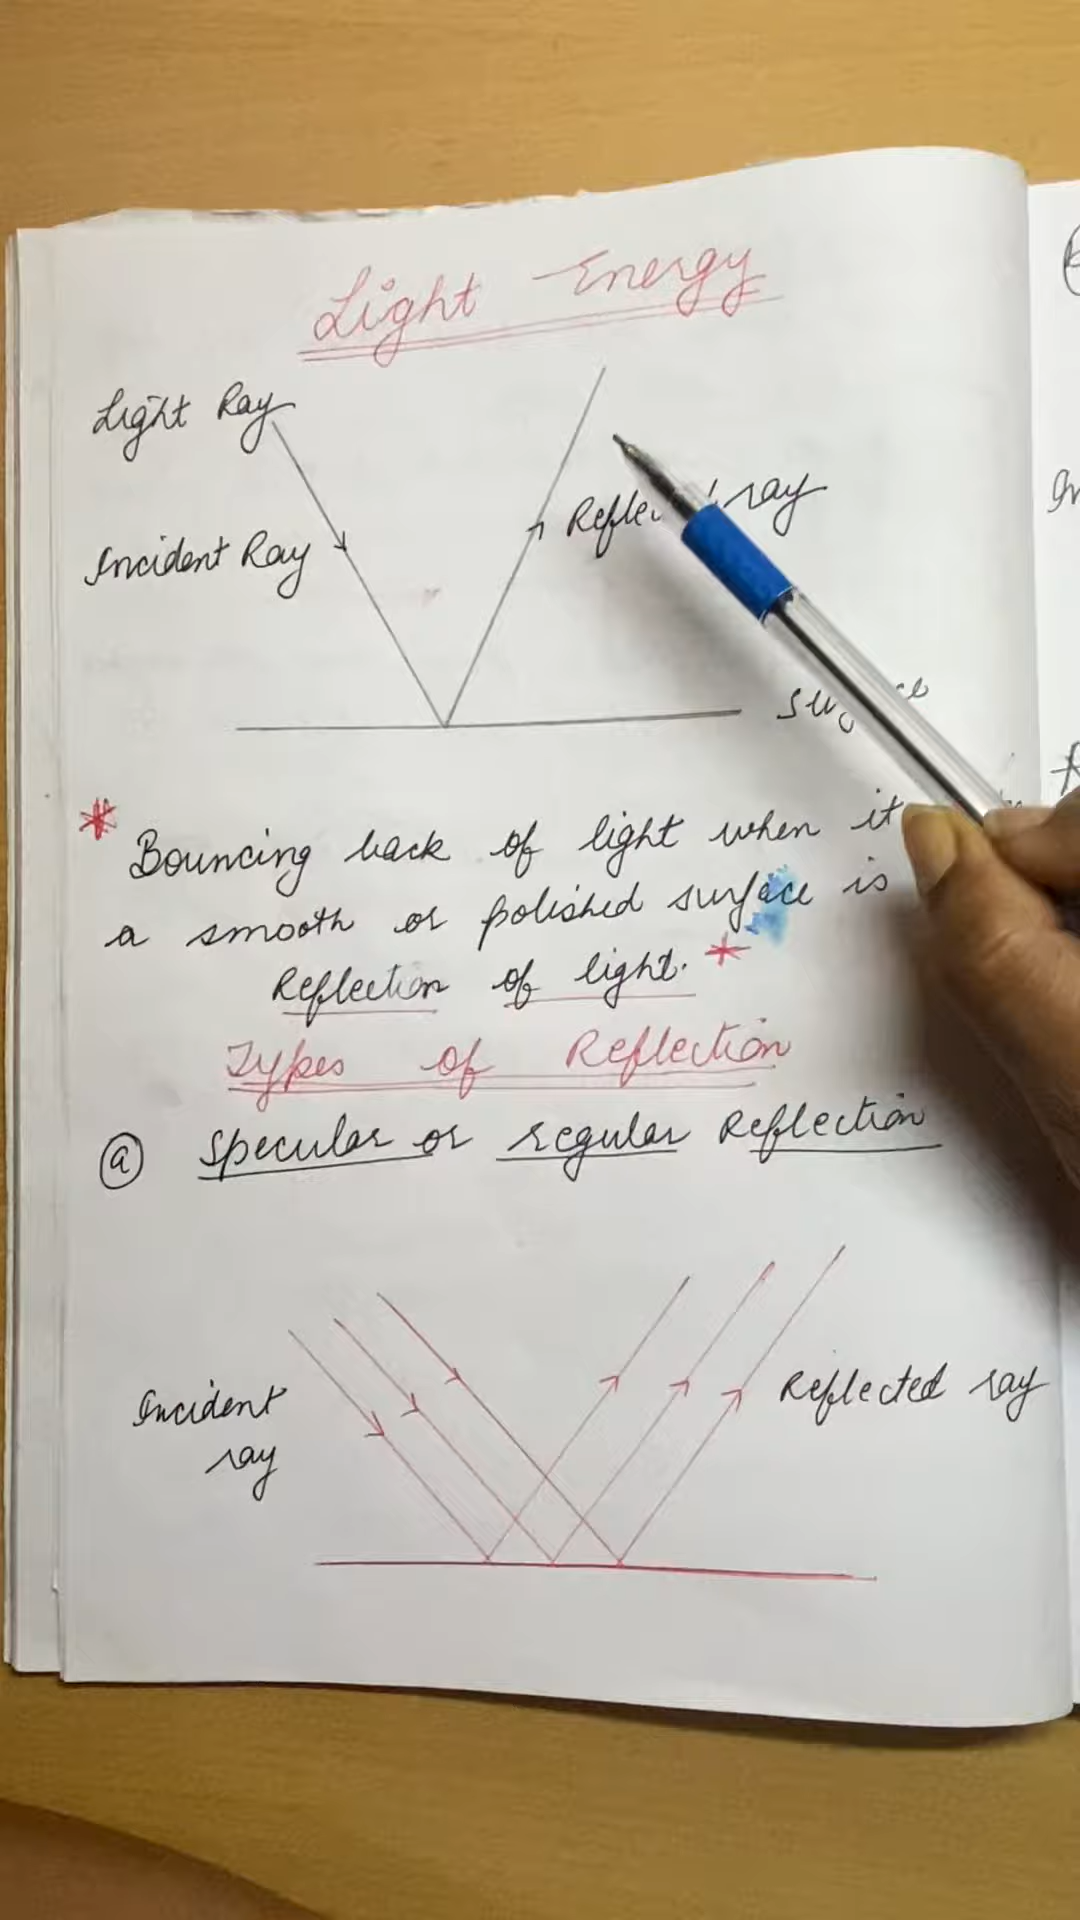 Light Energy
Light Ray
Incident Ray
ray
Bouncing back of light when it
a smooth or polished surface is
Reflection of light.
Types of Reflection
(a) Specular or regular Reflection
Incident
ray
Reflected ray